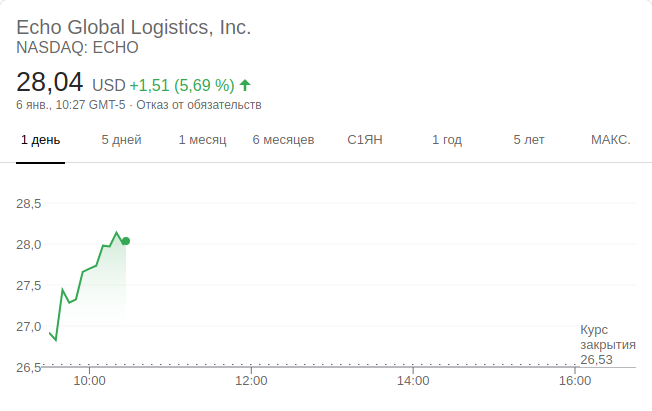 Echo Global Logistics, Inc.
NASDAQ: ECHO
28,04 USD +1,51 (5,69 %) ↑
6 янв., 10:27 GMT-5 · Отказ от обязательств
1 день 5 дней 1 месяц 6 месяцев С1ЯН 1 год 5 лет МАКС.
28,5
28,0
27,5
27,0
26,5
Курс
закрытия
26,53
10:00 12:00 14:00 16:00